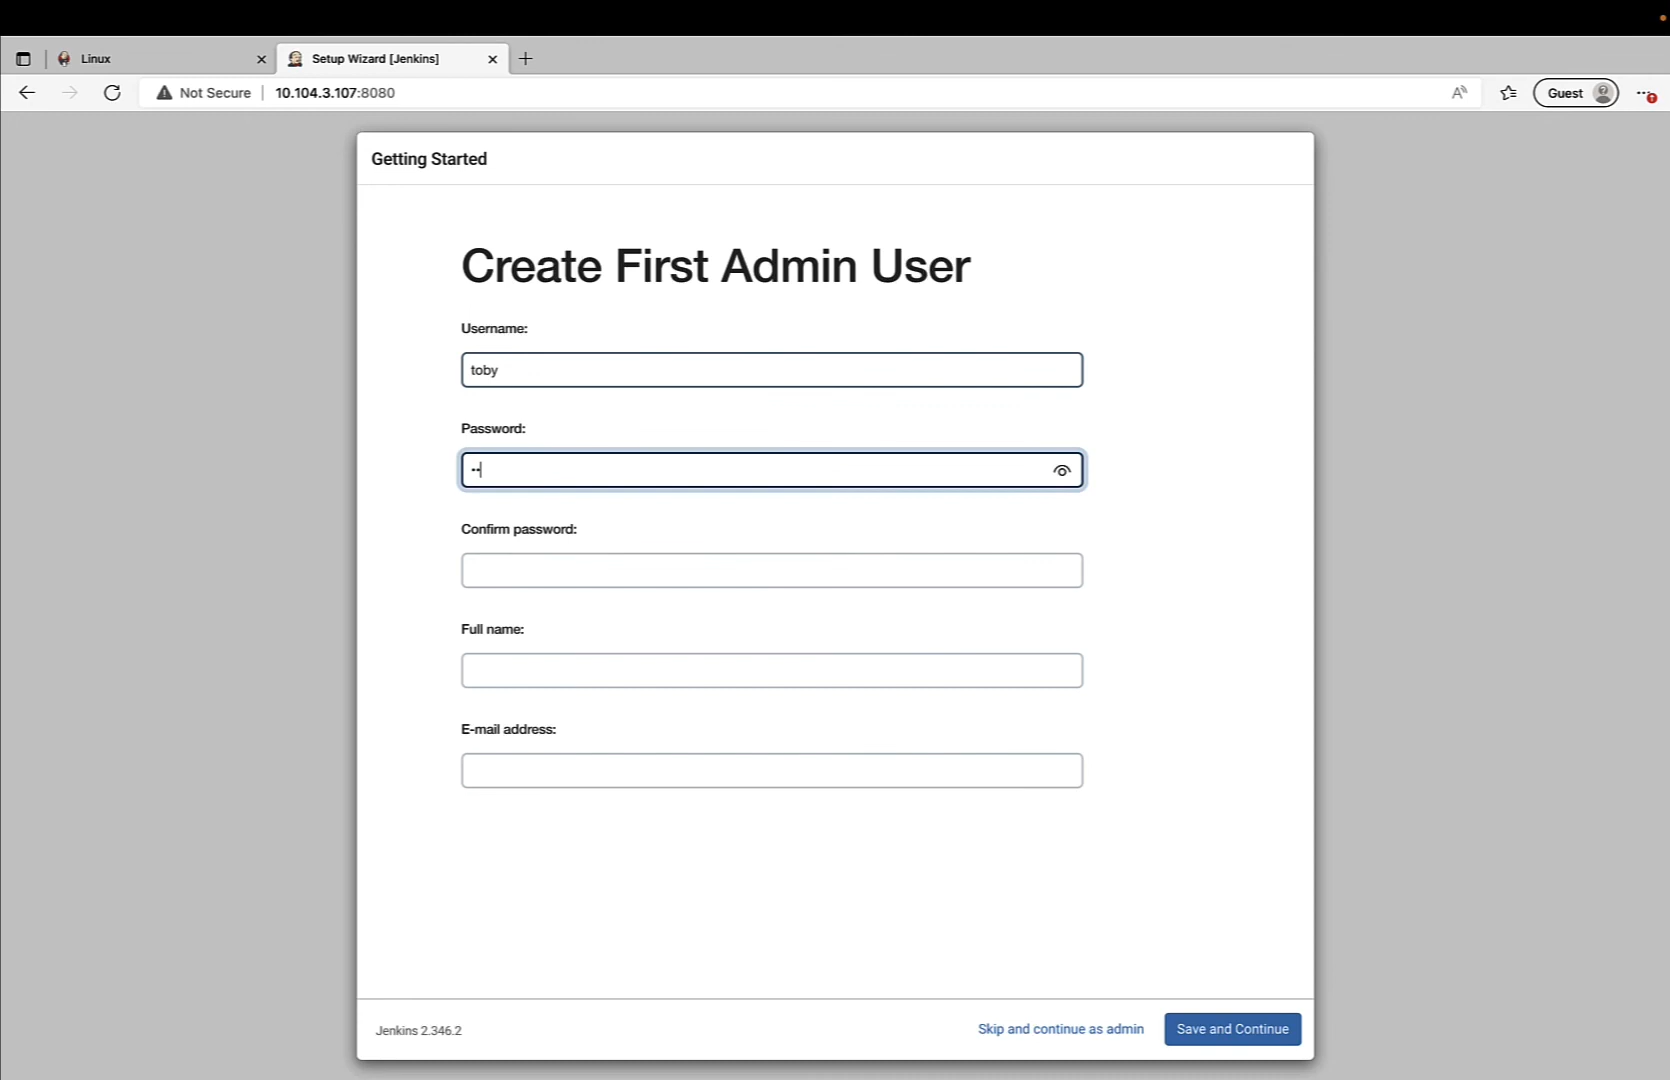 Linux
Setup Wizard [Jenkins]
Not Secure
10.104.3.107:8080
Guest
Getting Started
Create First Admin User
Username:
toby
Password:
Confirm password:
Full name:
E-mail address:
Jenkins 2.346.2
Skip and continue as admin
Save and Continue